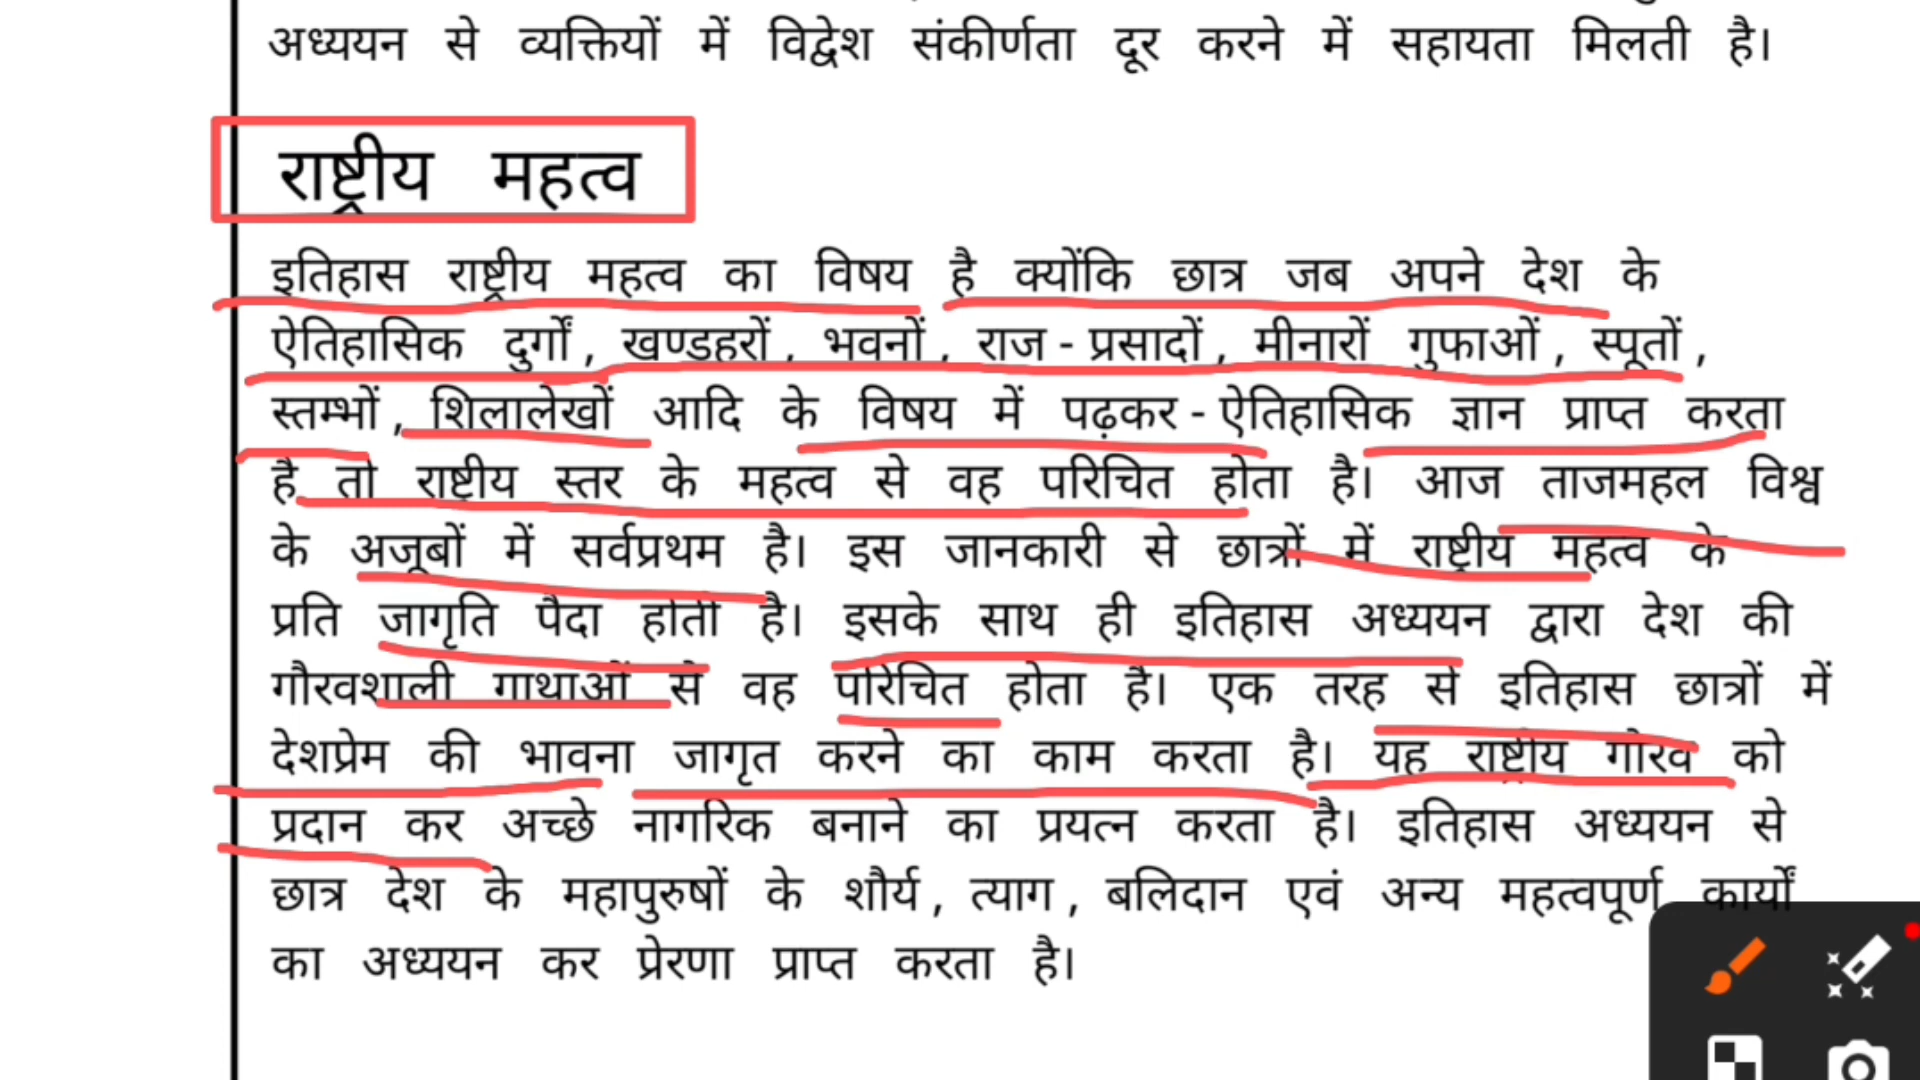 अध्ययन से व्यक्तियों में विद्वेश संकीर्णता दूर करने में सहायता मिलती है।
राष्ट्रीय महत्व
इतिहास राष्ट्रीय महत्व का विषय है क्योंकि छात्र जब अपने देश के
ऐतिहासिक दुर्गों, खण्डहरों, भवनों, राज-प्रसादों, मीनारों गुफाओं, स्पूतों,
स्तम्भों, शिलालेखों आदि के विषय में पढ़कर-ऐतिहासिक ज्ञान प्राप्त करता
है तो राष्ट्रीय स्तर के महत्व से वह परिचित होता है। आज ताजमहल विश्व
के अजूबों में सर्वप्रथम है। इस जानकारी से छात्रों में राष्ट्रीय महत्व के
प्रति जागृति पैदा होती है। इसके साथ ही इतिहास अध्ययन द्वारा देश की
गौरवशाली गाथाओं से वह परिचित होता है। एक तरह से इतिहास छात्रों में
देशप्रेम की भावना जागृत करने का काम करता है। यह राष्ट्रीय गौरव को
प्रदान कर अच्छे नागरिक बनाने का प्रयत्न करता है। इतिहास अध्ययन से
छात्र देश के महापुरुषों के शौर्य, त्याग, बलिदान एवं अन्य महत्वपूर्ण कार्यों
का अध्ययन कर प्रेरणा प्राप्त करता है।